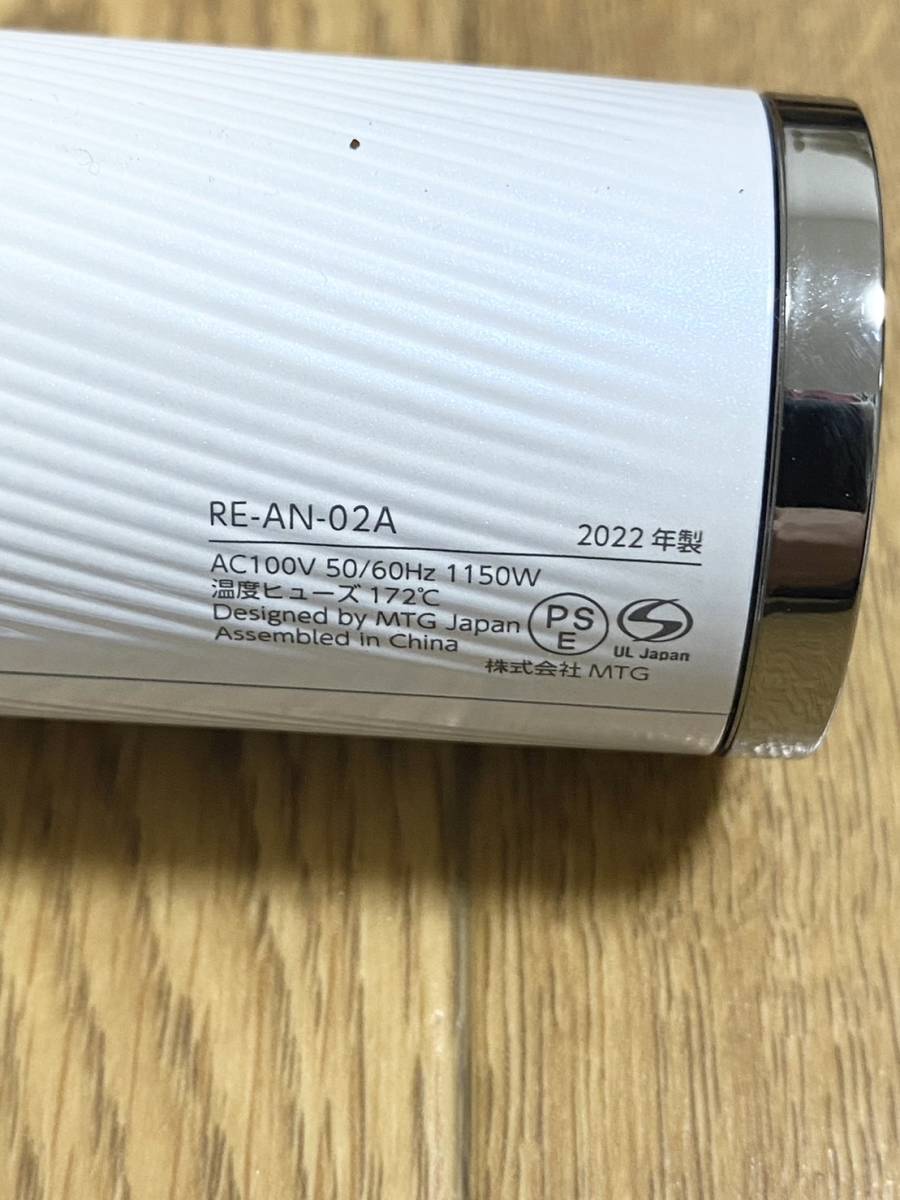 RE-AN-02A
2022 年製
AC100V 50/60Hz 1150W
温度ヒューズ 172℃
Designed by MTG Japan
Assembled in China
PS
E
UL Japan
株式会社 MTG